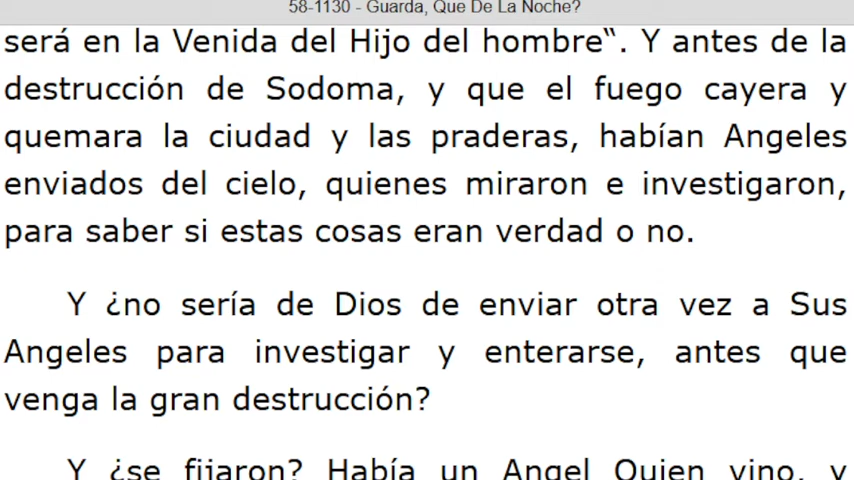 58-1130 - Guarda, Que De La Noche?
será en la Venida del Hijo del hombre“. Y antes de la
destrucción de Sodoma, y que el fuego cayera y
quemara la ciudad y las praderas, habían Angeles
enviados del cielo, quienes miraron e investigaron,
para saber si estas cosas eran verdad o no.
Y ¿no sería de Dios de enviar otra vez a Sus
Angeles para investigar y enterarse, antes que
venga la gran destrucción?
Y ¿se fijaron? Había un Angel Quien vino, y